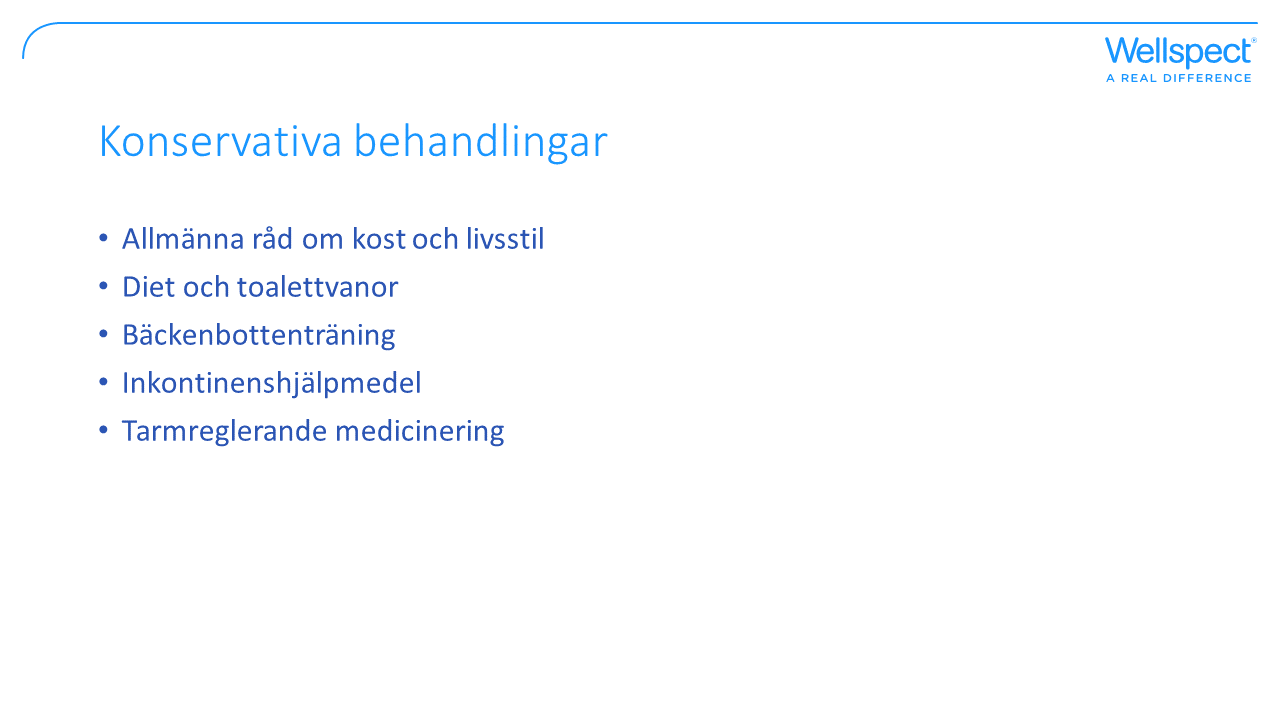 Wellspect®
A REAL DIFFERENCE
Konservativa behandlingar
• Allmänna råd om kost och livsstil
• Diet och toalettvanor
• Bäckenbottenträning
• Inkontinenshjälpmedel
• Tarmreglerande medicinering